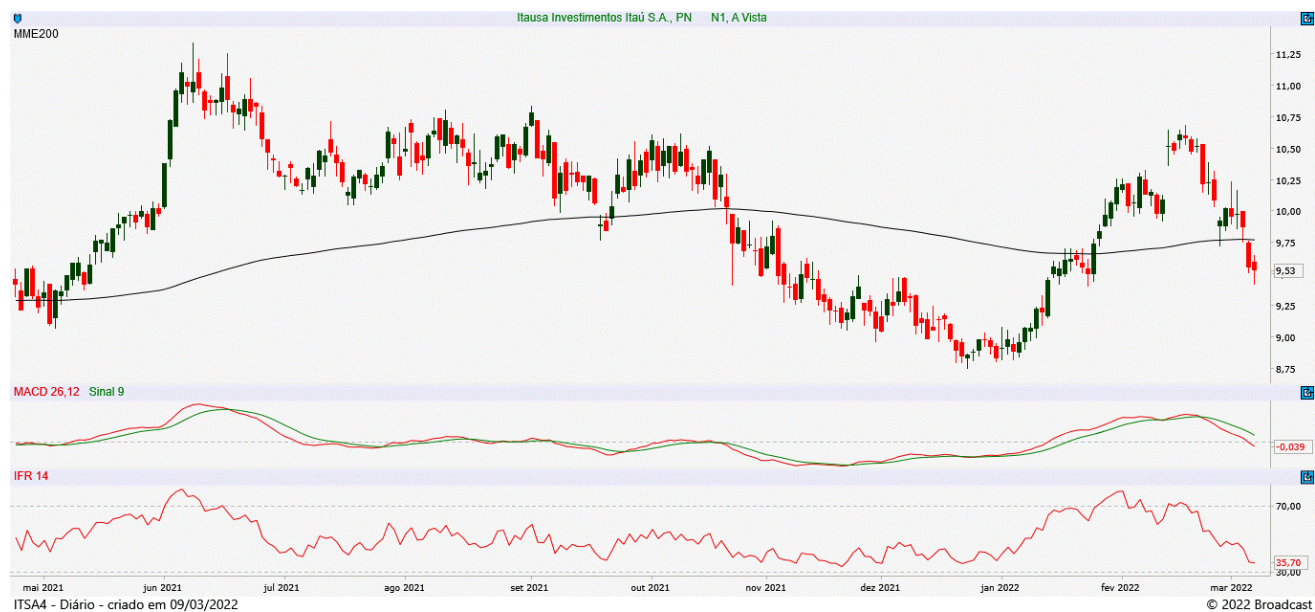 Itausa Investimentos Itaú S.A., PN N1, A Vista
MME200
11,25
11,00
10,75
10,50
10,25
10,00
9,75
9,53
9,25
9,00
8,75
MACD 26,12 Sinal 9
-0,039
IFR 14
70,00
35,70
30,00
mai 2021 jun 2021 jul 2021 ago 2021 set 2021 out 2021 nov 2021 dez 2021 jan 2022 fev 2022 mar 2022
ITSA4 - Diário - criado em 09/03/2022 © 2022 Broadcast